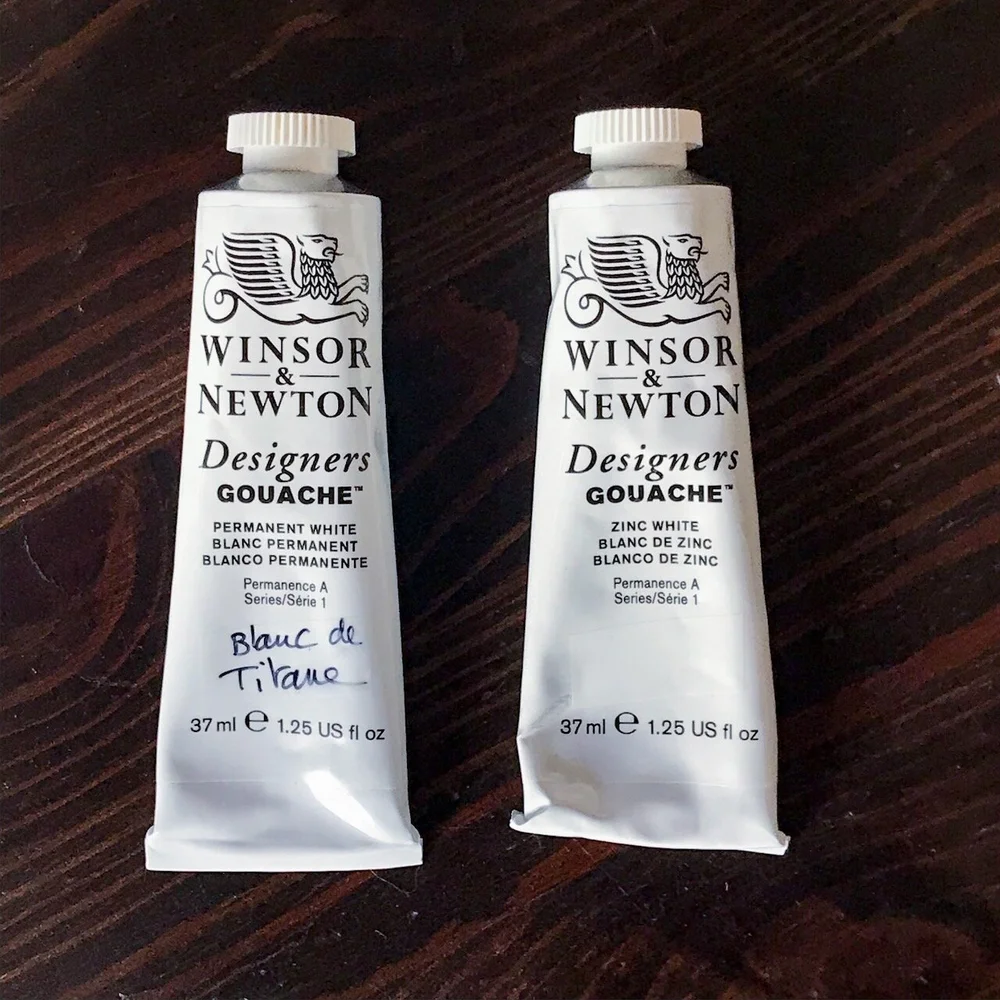 WINSOR
&
NEWTON
Designers
GOUACHE™
PERMANENT WHITE
BLANC PERMANENT
BLANCO PERMANENTE
Permanence A
Series/Série 1
Blanc de
Titane
37 ml e 1.25 US fl oz
WINSOR
&
NEWTON
Designers
GOUACHE™
ZINC WHITE
BLANC DE ZINC
BLANCO DE ZINC
Permanence A
Series/Série 1
37 ml e 1.25 US fl oz